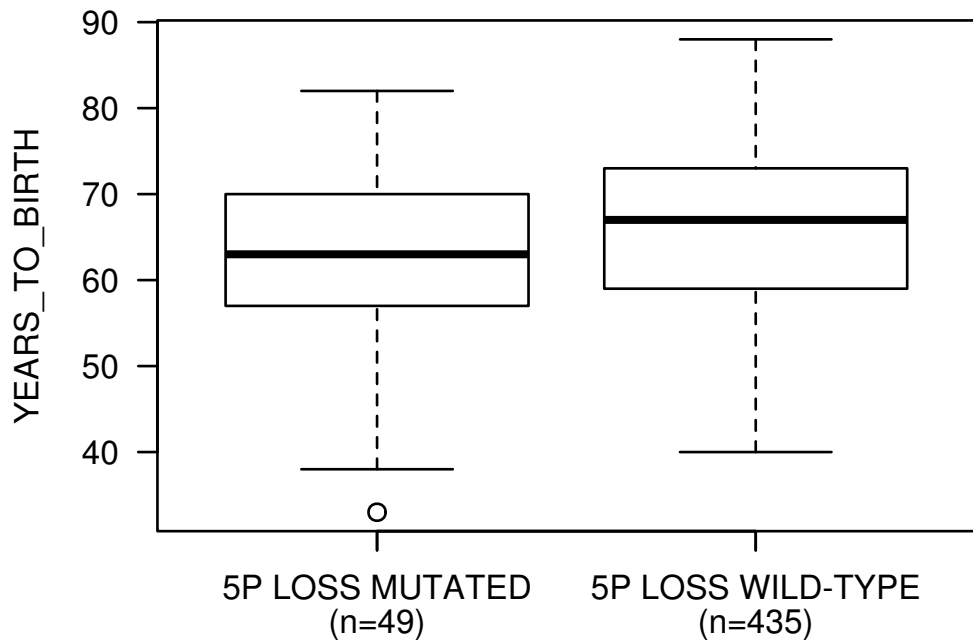 YEARS_TO_BIRTH
90
80
70
60
50
40
5P LOSS MUTATED
(n=49)
5P LOSS WILD-TYPE
(n=435)